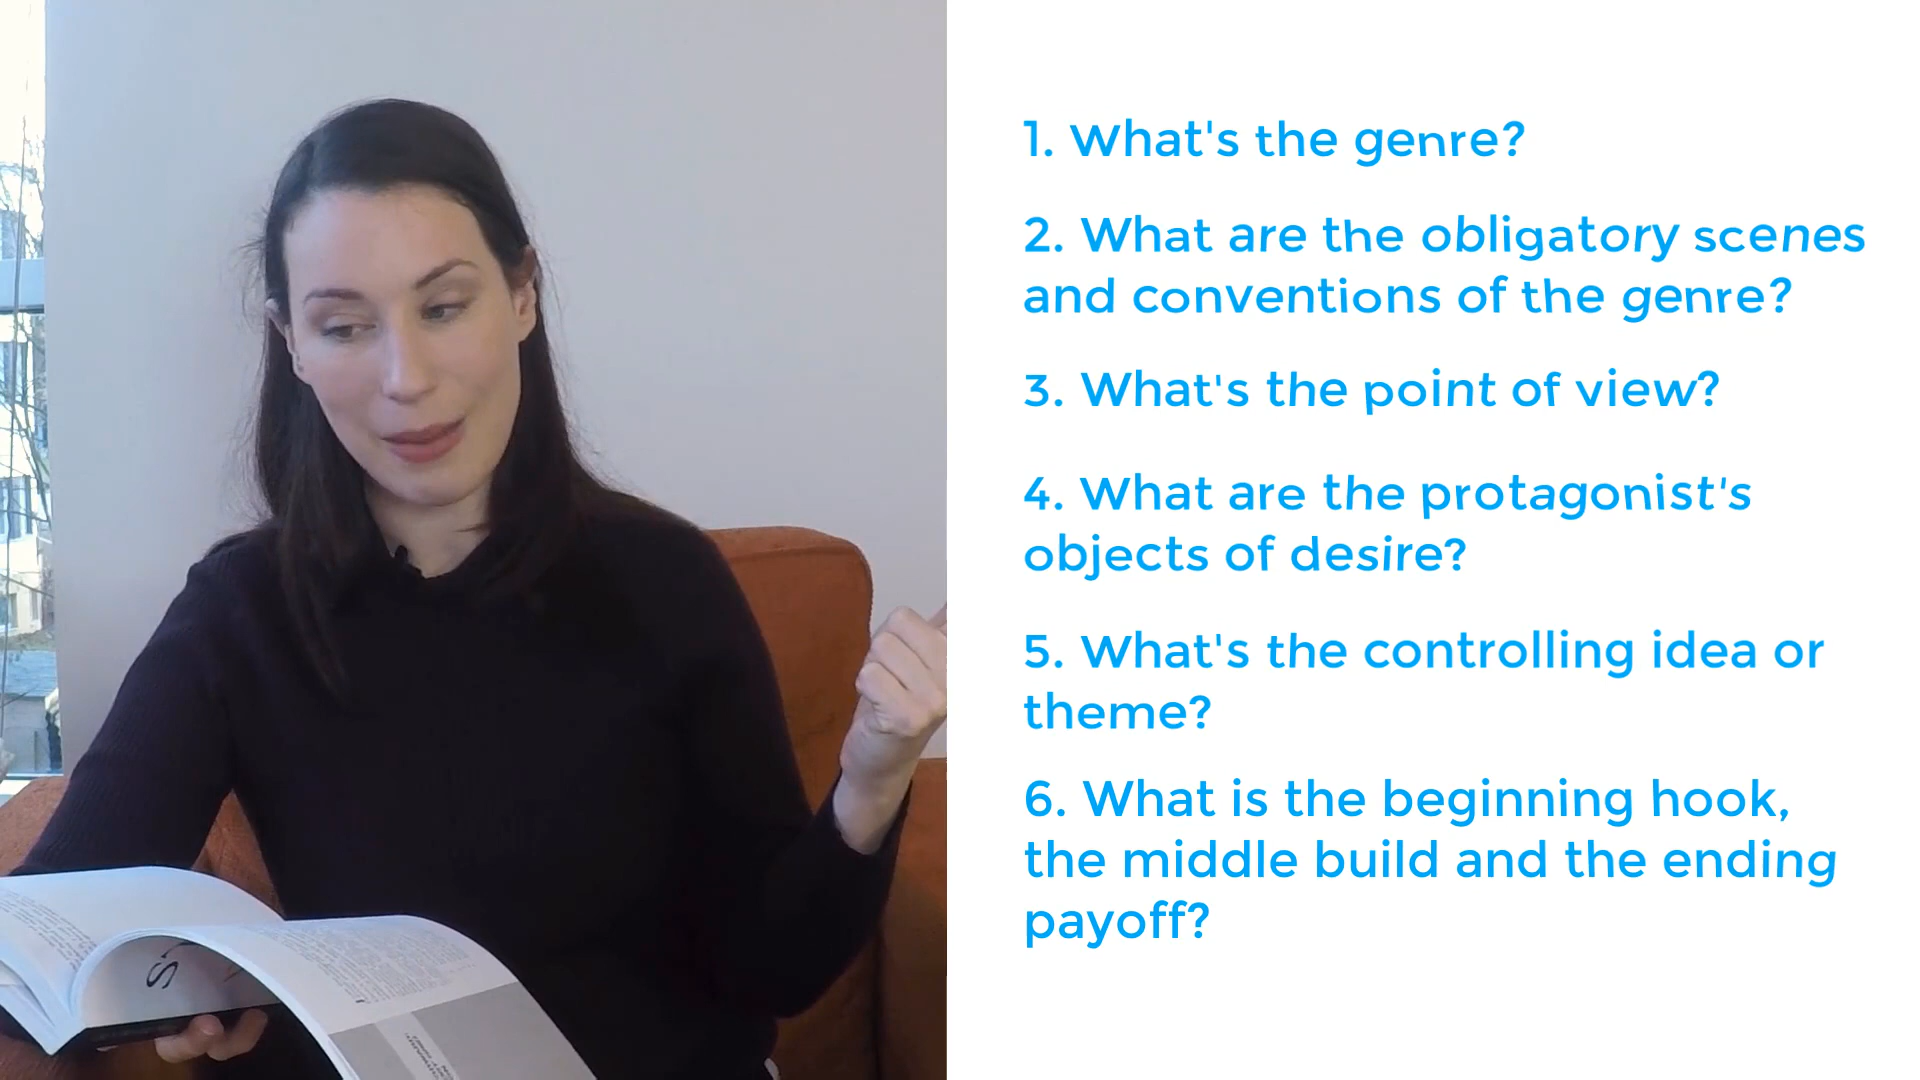 1. What's the genre?
2. What are the obligatory scenes
and conventions of the genre?
3. What's the point of view?
4. What are the protagonist's
objects of desire?
5. What's the controlling idea or
theme?
6. What is the beginning hook,
the middle build and the ending
payoff?